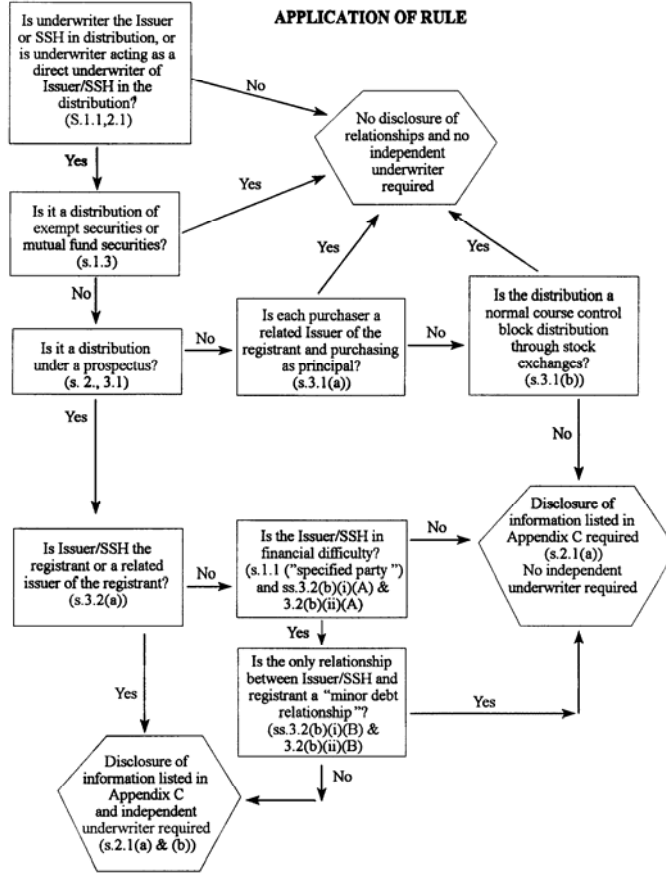 APPLICATION OF RULE
Is underwriter the Issuer
or SSH in distribution, or
is underwriter acting as a
direct underwriter of
Issuer/SSH in the
distribution?
(S.1.1,2.1)
No
No disclosure of
relationships and no
independent
underwriter
required
Yes
Yes
Is it a distribution of
exempt securities or
mutual fund securities?
(s.1.3)
Yes
Yes
No
Is each purchaser a
related Issuer of the
registrant and purchasing
as principal?
(s.3.1(a))
Is the distribution a
normal course control
block distribution
through stock
exchanges?
(s.3.1(b))
No
No
Is it a distribution
under a prospectus?
(s. 2., 3.1)
Yes
No
Disclosure of
information listed in
Appendix C required
(s.2.1(a)
No independent
underwriter required
Is Issuer/SSH the
registrant or a related
issuer of the registrant?
(s.3.2(a))
No
Is the Issuer/SSH in
financial difficulty?
(s.1.1 ("specified party")
and ss.3.2(b)(i)(A) &
3.2(b)(ii)(A)
No
Yes
Is the only relationship
between Issuer/SSH and
registrant a "minor debt
relationship"?
(ss.3.2(b)(i)(B) &
3.2(b)(ii)(B)
Yes
Yes
No
Disclosure of
information listed in
Appendix C
and independent
underwriter required
(s.2.1(a) & (b))